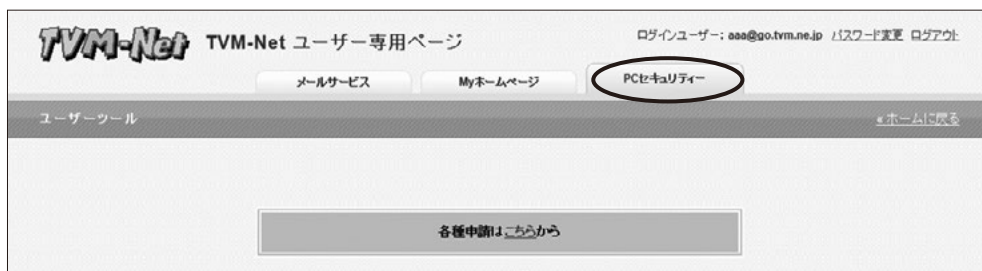 TVM-Net TVM-Net ユーザー専用ページ
ログインユーザー: aaa@go.tvm.ne.jp パスワード変更 ログアウト
メールサービス Myホームページ PCセキュリティー
ユーザーツール «ホームに戻る
各種申請はこちらから